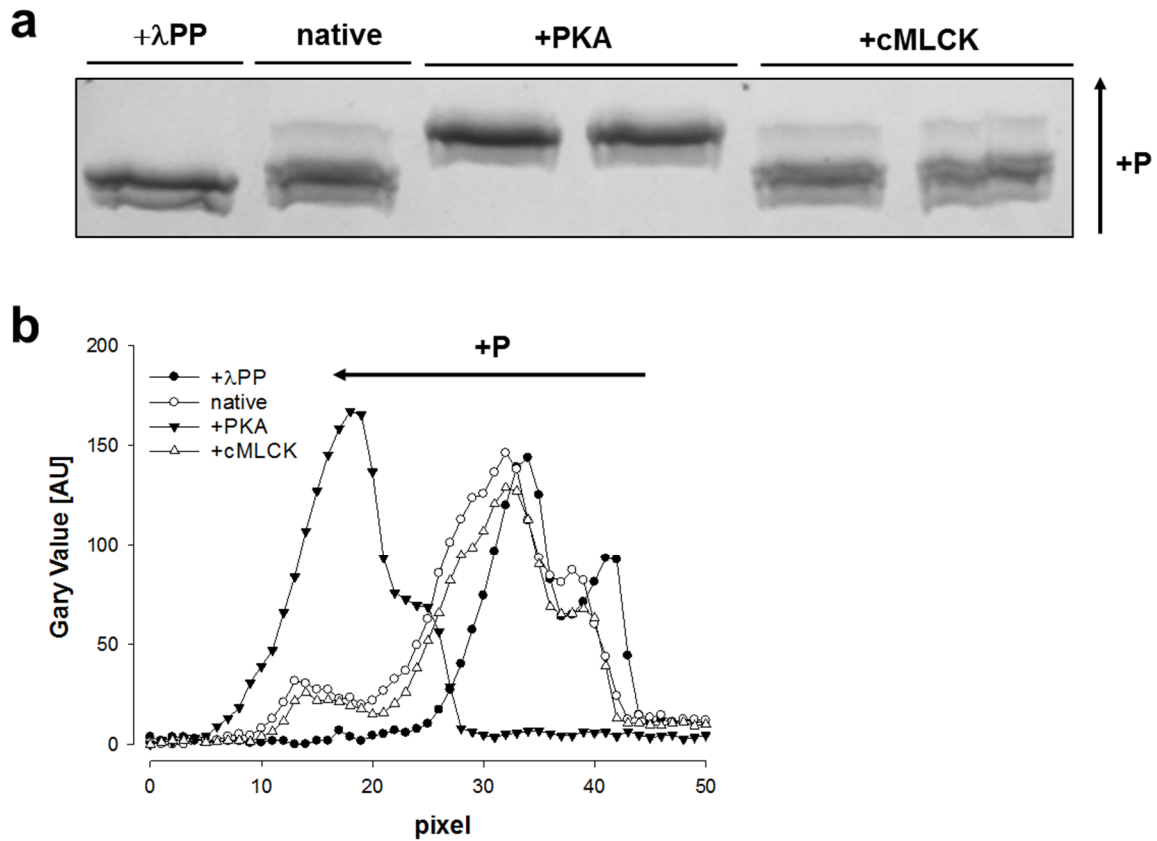 a
+λPP native +PKA +cMLCK
+P
b
+P
200
150
100
50
0
+λPP
native
+PKA
+cMLCK
Gary Value [AU]
0 10 20 30 40 50
pixel